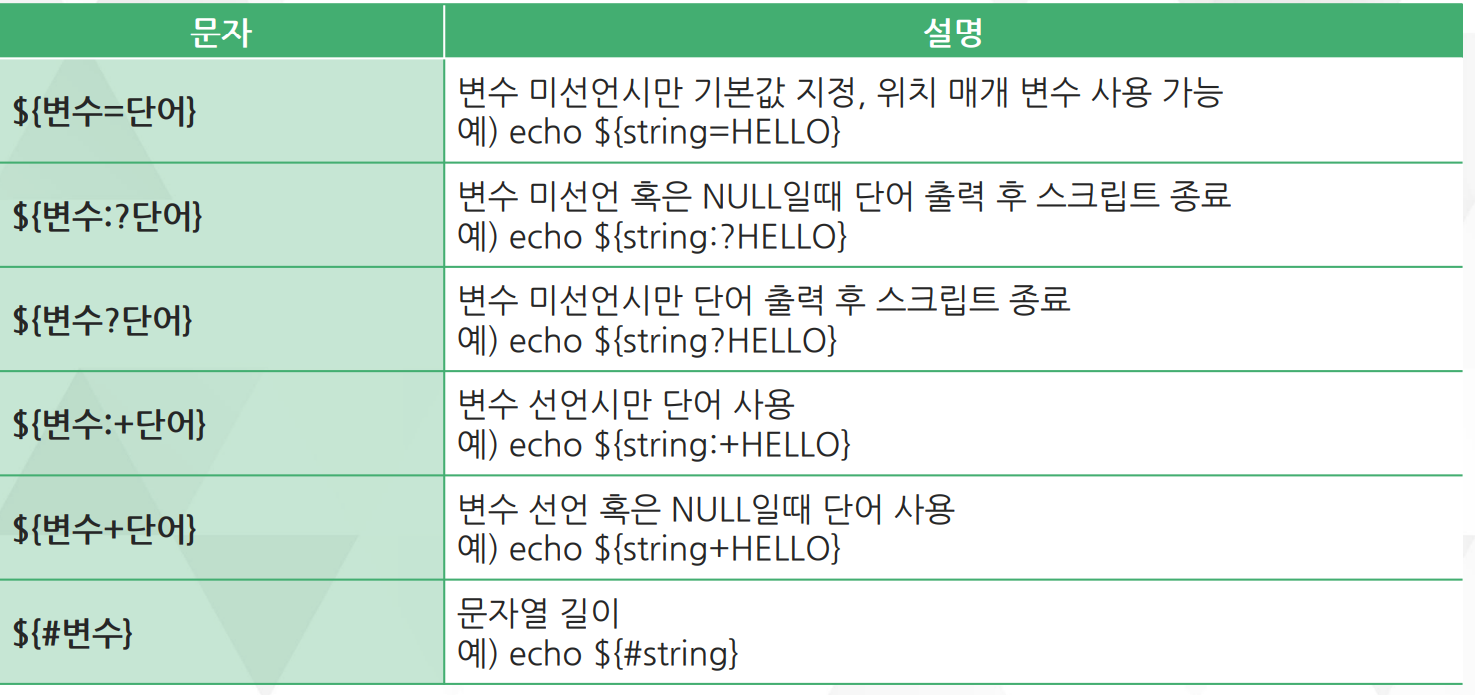 문자 설명
${변수=단어}
변수 미선언시만 기본값 지정, 위치 매개 변수 사용 가능
예) echo ${string=HELLO}
${변수:?단어}
변수 미선언 혹은 NULL일때 단어 출력 후 스크립트 종료
예) echo ${string:?HELLO}
${변수?단어}
변수 미선언시만 단어 출력 후 스크립트 종료
예) echo ${string?HELLO}
${변수:+단어}
변수 선언시만 단어 사용
예) echo ${string:+HELLO}
${변수+단어}
변수 선언 혹은 NULL일때 단어 사용
예) echo ${string+HELLO}
${#변수}
문자열 길이
예) echo ${#string}